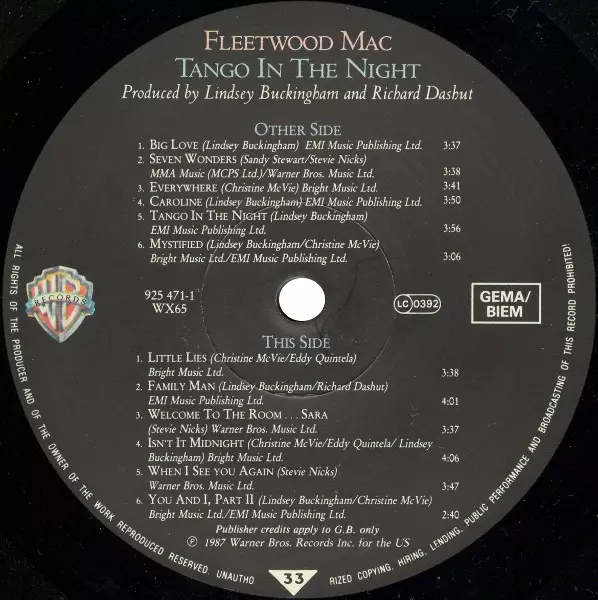 FLEETWOOD MAC
TANGO IN THE NIGHT
Produced by Lindsey Buckingham and Richard Dashut
OTHER SIDE
1. BIG LOVE (Lindsey Buckingham) EMI Music Publishing Ltd. 3:37
2. SEVEN WONDERS (Sandy Stewart/Stevie Nicks)
MMA Music (MCPS Ltd.)/Warner Bros. Music Ltd. 3:38
3. EVERYWHERE (Christine McVie) Bright Music Ltd. 3:41
4. CAROLINE (Lindsey Buckingham) EMI Music Publishing Ltd. 3:50
5. TANGO IN THE NIGHT (Lindsey Buckingham)
EMI Music Publishing Ltd. 3:56
6. MYSTIFIED (Lindsey Buckingham/Christine McVie)
Bright Music Ltd./EMI Music Publishing Ltd. 3:06
WB RECORDS
925 471-1
WX65
LC 0392
GEMA/
BIEM
THIS SIDE
1. LITTLE LIES (Christine McVie/Eddy Quintela)
Bright Music Ltd. 3:38
2. FAMILY MAN (Lindsey Buckingham/Richard Dashut)
EMI Music Publishing Ltd. 4:01
3. WELCOME TO THE ROOM . . . SARA
(Stevie Nicks) Warner Bros. Music Ltd. 3:37
4. ISN'T IT MIDNIGHT (Christine McVie/Eddy Quintela/ Lindsey
Buckingham) Bright Music Ltd. 4:06
5. WHEN I SEE YOU AGAIN (Stevie Nicks)
Warner Bros. Music Ltd. 3:47
6. YOU AND I, PART II (Lindsey Buckingham/Christine McVie)
Bright Music Ltd./EMI Music Publishing Ltd. 2:40
Publisher credits apply to G.B. only
℗ 1987 Warner Bros. Records Inc. for the US
33
ALL RIGHTS OF THE PRODUCER AND OF THE OWNER OF THE WORK REPRODUCED RESERVED. UNAUTHO RIZED COPYING, HIRING, LENDING, PUBLIC PERFORMANCE AND BROADCASTING OF THIS RECORD PROHIBITED!